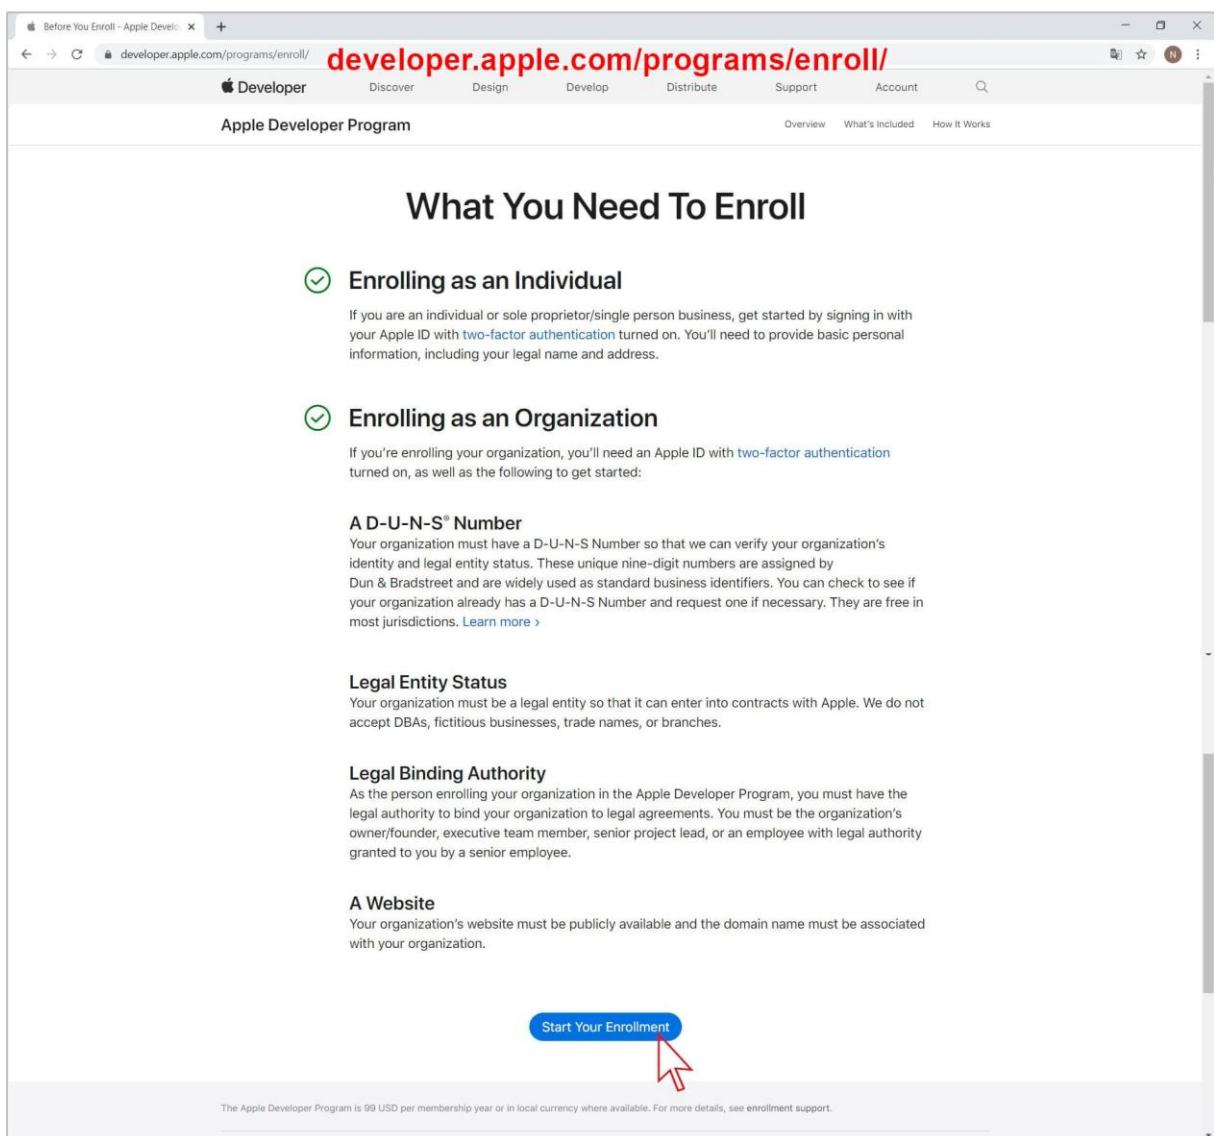 Before You Enroll - Apple Develo
developer.apple.com/programs/enroll/
developer.apple.com/programs/enroll/
N
Developer Discover Design Develop Distribute Support Account
Apple Developer Program Overview What's Included How It Works
What You Need To Enroll
Enrolling as an Individual
If you are an individual or sole proprietor/single person business, get started by signing in with
your Apple ID with two-factor authentication turned on. You'll need to provide basic personal
information, including your legal name and address.
Enrolling as an Organization
If you're enrolling your organization, you'll need an Apple ID with two-factor authentication
turned on, as well as the following to get started:
A D-U-N-S® Number
Your organization must have a D-U-N-S Number so that we can verify your organization's
identity and legal entity status. These unique nine-digit numbers are assigned by
Dun & Bradstreet and are widely used as standard business identifiers. You can check to see if
your organization already has a D-U-N-S Number and request one if necessary. They are free in
most jurisdictions. Learn more ›
Legal Entity Status
Your organization must be a legal entity so that it can enter into contracts with Apple. We do not
accept DBAs, fictitious businesses, trade names, or branches.
Legal Binding Authority
As the person enrolling your organization in the Apple Developer Program, you must have the
legal authority to bind your organization to legal agreements. You must be the organization's
owner/founder, executive team member, senior project lead, or an employee with legal authority
granted to you by a senior employee.
A Website
Your organization's website must be publicly available and the domain name must be associated
with your organization.
Start Your Enrollment
The Apple Developer Program is 99 USD per membership year or in local currency where available. For more details, see enrollment support.